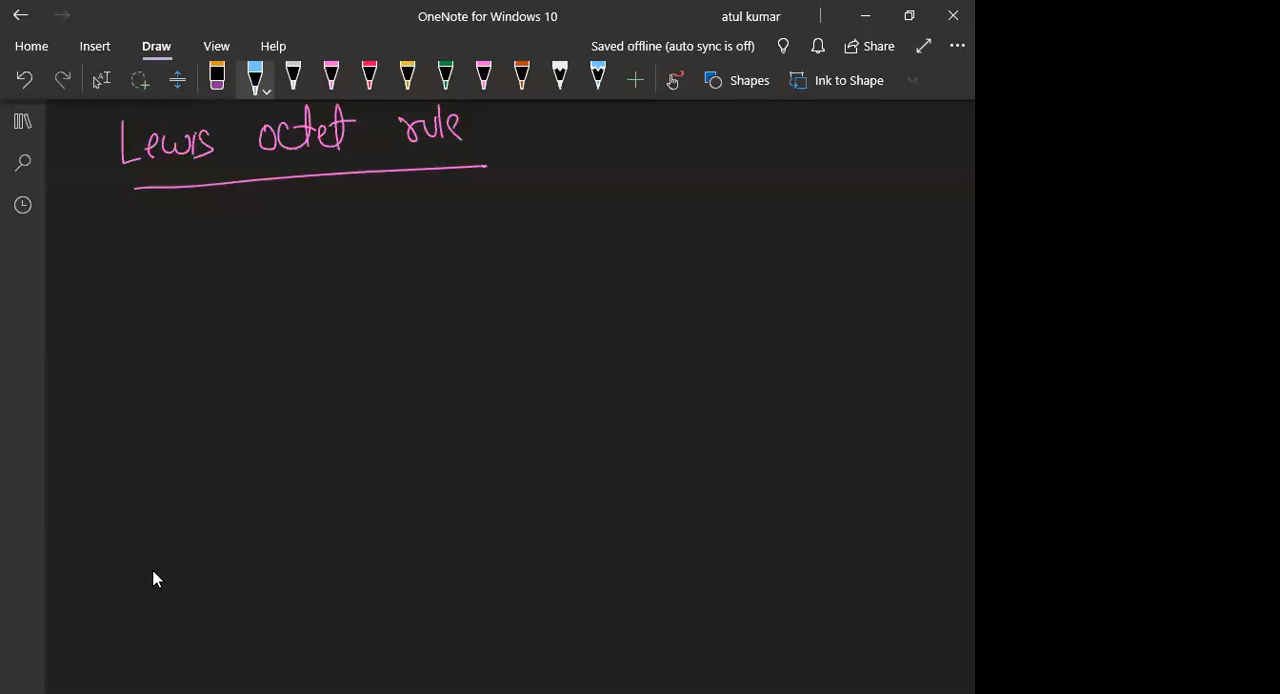 OneNote for Windows 10
atul kumar
Home Insert Draw View Help
Saved offline (auto sync is off)
Share
Shapes
Ink to Shape
Lewis octet rule